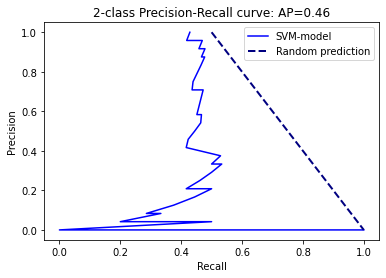 2-class Precision-Recall curve: AP=0.46
SVM-model
Random prediction
Precision
1.0
0.8
0.6
0.4
0.2
0.0
0.0 0.2 0.4 0.6 0.8 1.0
Recall